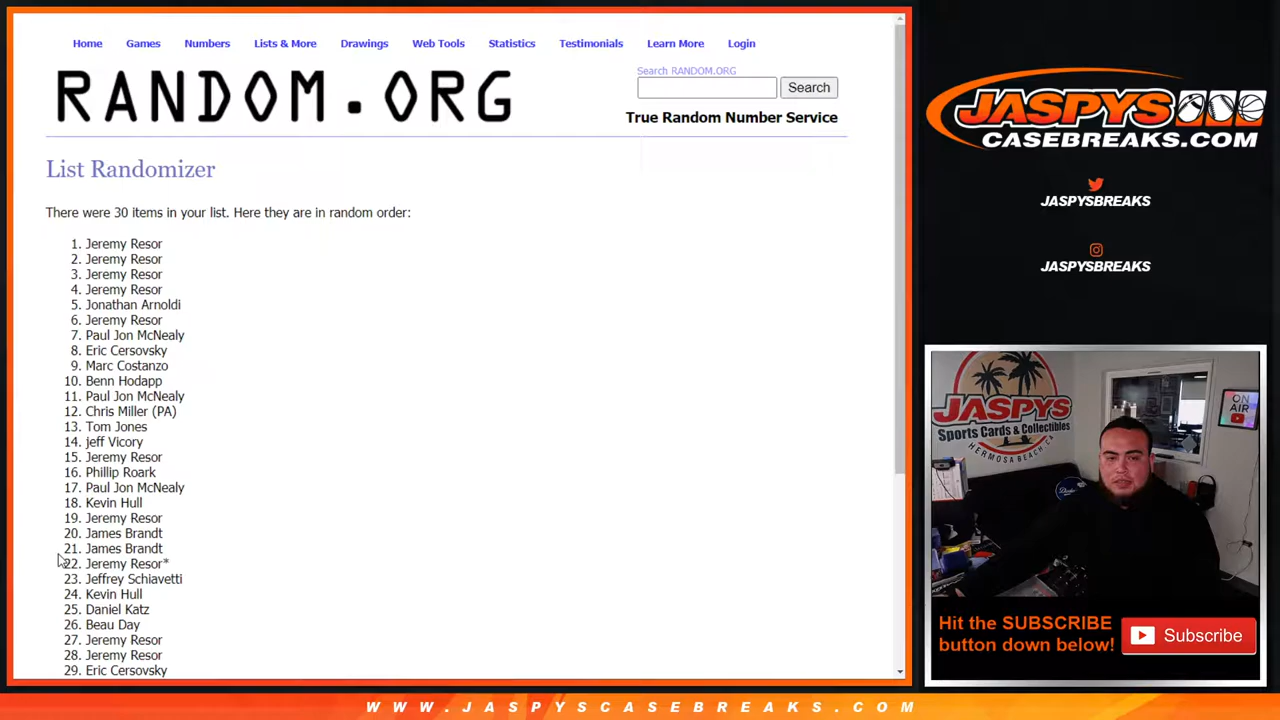 Home Games Numbers Lists & More Drawings Web Tools Statistics Testimonials Learn More Login
RANDOM.ORG
Search RANDOM.ORG
Search
True Random Number Service
List Randomizer
There were 30 items in your list. Here they are in random order:
1. Jeremy Resor
2. Jeremy Resor
3. Jeremy Resor
4. Jeremy Resor
5. Jonathan Arnoldi
6. Jeremy Resor
7. Paul Jon McNealy
8. Eric Cersovsky
9. Marc Costanzo
10. Benn Hodapp
11. Paul Jon McNealy
12. Chris Miller (PA)
13. Tom Jones
14. jeff Vicory
15. Jeremy Resor
16. Phillip Roark
17. Paul Jon McNealy
18. Kevin Hull
19. Jeremy Resor
20. James Brandt
21. James Brandt
22. Jeremy Resor*
23. Jeffrey Schiavetti
24. Kevin Hull
25. Daniel Katz
26. Beau Day
27. Jeremy Resor
28. Jeremy Resor
29. Eric Cersovsky
JASPYS
CASEBREAKS.COM
JASPYSBREAKS
JASPYSBREAKS
JASPYS
Sports Cards & Collectibles
HERMOSA BEACH, CA
ON AIR
Hit the SUBSCRIBE
button down below!
Subscribe
WWW.JASPYSCASEBREAKS.COM